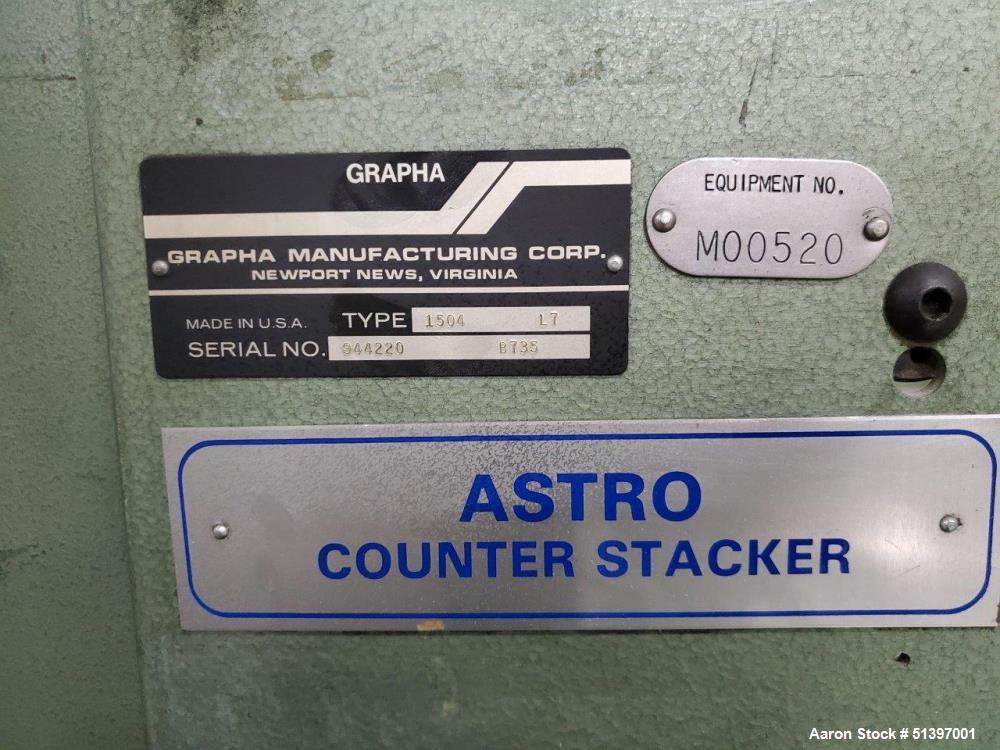 GRAPHA
GRAPHA MANUFACTURING CORP.
NEWPORT NEWS, VIRGINIA
MADE IN U.S.A. TYPE 1504 L7
SERIAL NO. 944220 B735
EQUIPMENT NO.
M00520
ASTRO
COUNTER STACKER
Aaron Stock # 51397001